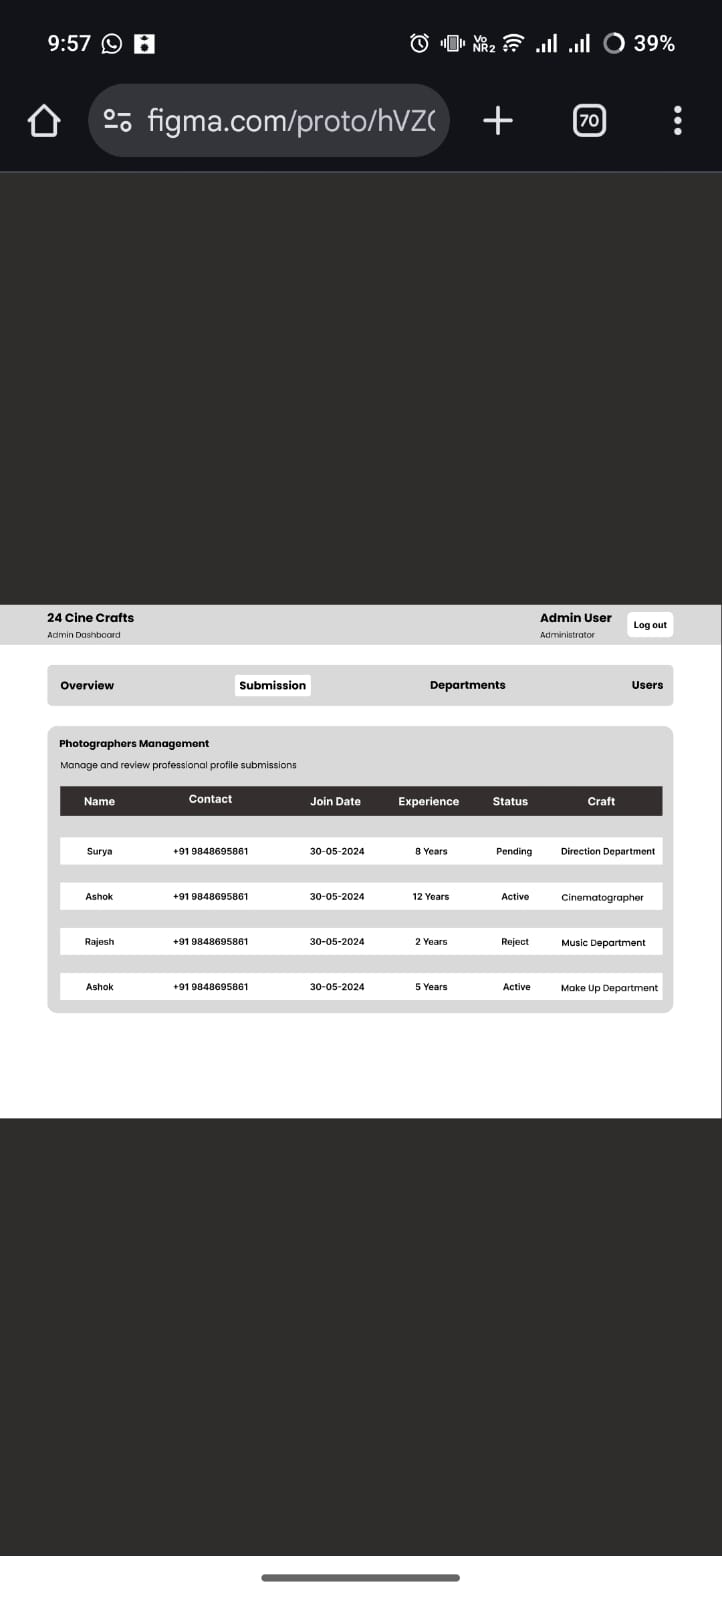 9:57 Vo NR2 39%
figma.com/proto/hVZ 70
24 Cine Crafts
Admin Dashboard
Admin User
Administrator
Log out
Overview Submission Departments Users
Photographers Management
Manage and review professional profile submissions
Name Contact Join Date Experience Status Craft
Surya +91 9848695861 30-05-2024 8 Years Pending Direction Department
Ashok +91 9848695861 30-05-2024 12 Years Active Cinematographer
Rajesh +91 9848695861 30-05-2024 2 Years Reject Music Department
Ashok +91 9848695861 30-05-2024 5 Years Active Make Up Department